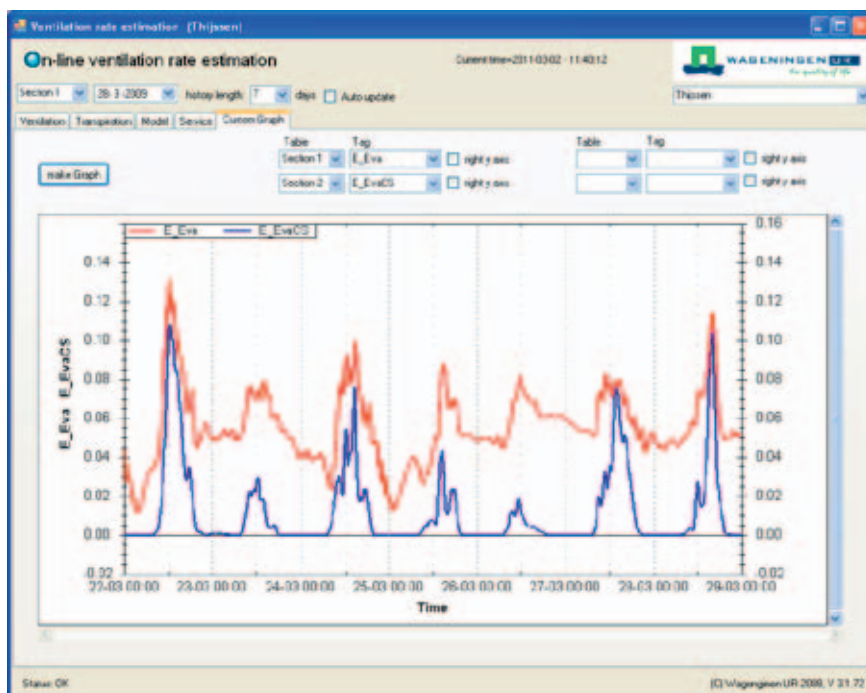 Ventilation rate estimation (Thijssen)
On-line ventilation rate estimation
Current time=2011-03-02 - 11:40:12
WAGENINGEN UR
For quality of life
Section 1 28- 3 -2009 history length 7 days Auto update
Thijssen
Ventilation Transpiration Model Service Custom Graph
Table Tag Table Tag
make Graph
Section 1 E_Eva right y axis right y axis
Section 2 E_EvaCS right y axis right y axis
E_Eva E_EvaCS
0.16
0.14 0.14
0.12 0.12
0.10 0.10
0.08 0.08
0.06 0.06
0.04 0.04
0.02 0.02
0.00 0.00
-0.02 -0.02
E_Eva E_EvaCS
22-03 00:00 23-03 00:00 24-03 00:00 25-03 00:00 26-03 00:00 27-03 00:00 28-03 00:00 29-03 00:00
Time
Status: OK
(C) Wageningen UR 2009, V 3.1.72